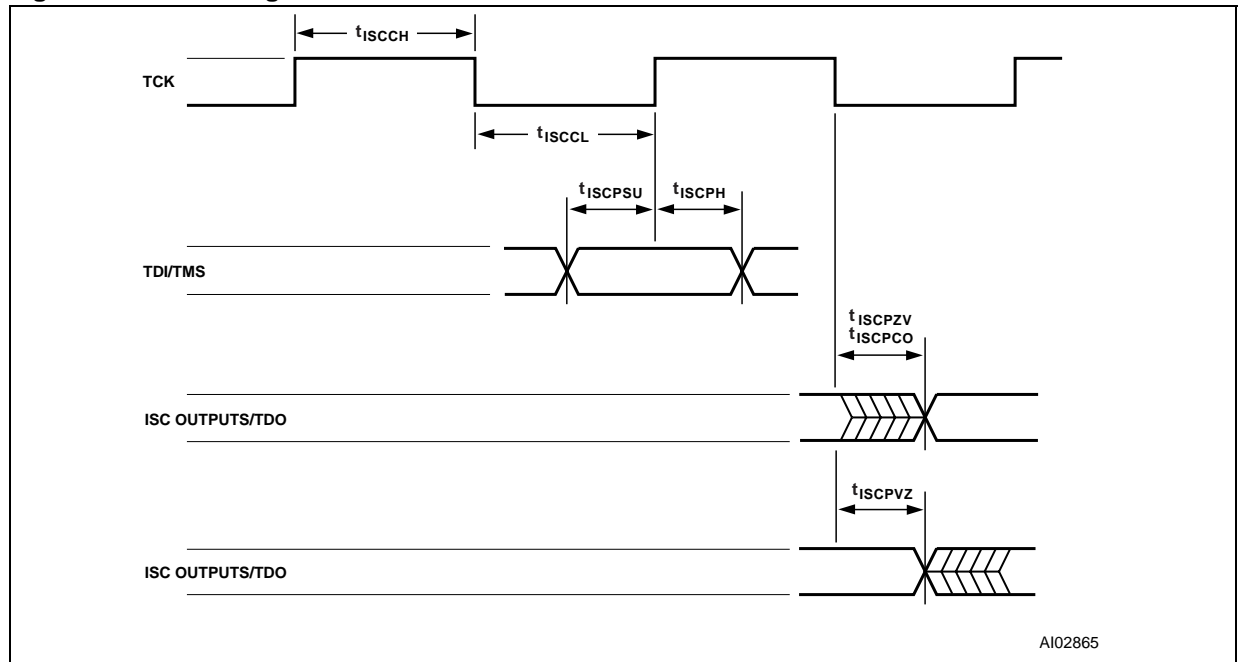 tISCCH
TCK
tISCCL
tISCPSU
tISCPH
TDI/TMS
tISCPZV
tISCPCO
ISC OUTPUTS/TDO
tISCPVZ
ISC OUTPUTS/TDO
AI02865